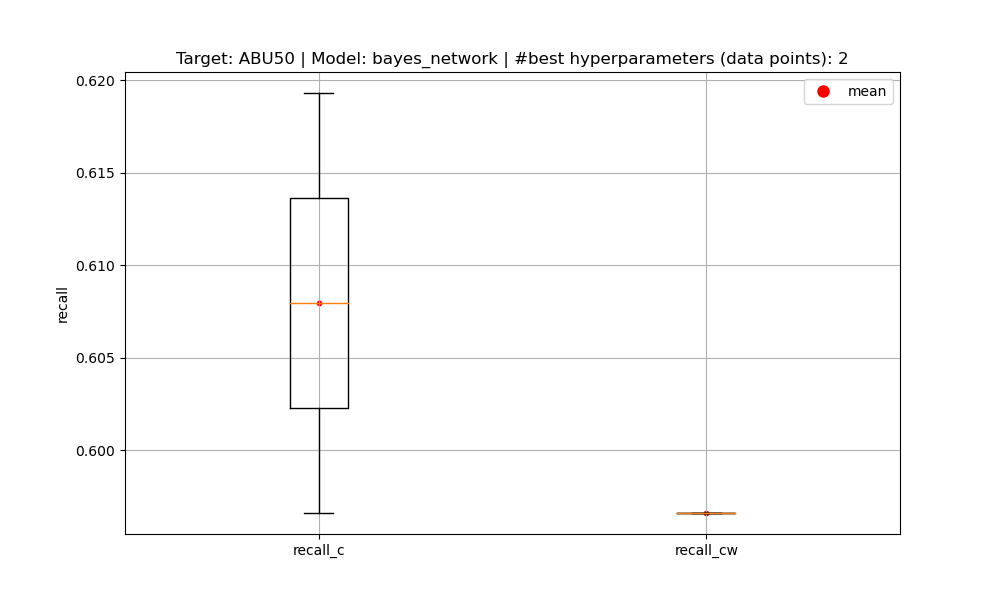 Target: ABU50 | Model: bayes_network | #best hyperparameters (data points): 2
mean
0.620
0.615
0.610
0.605
0.600
recall
recall_c
recall_cw